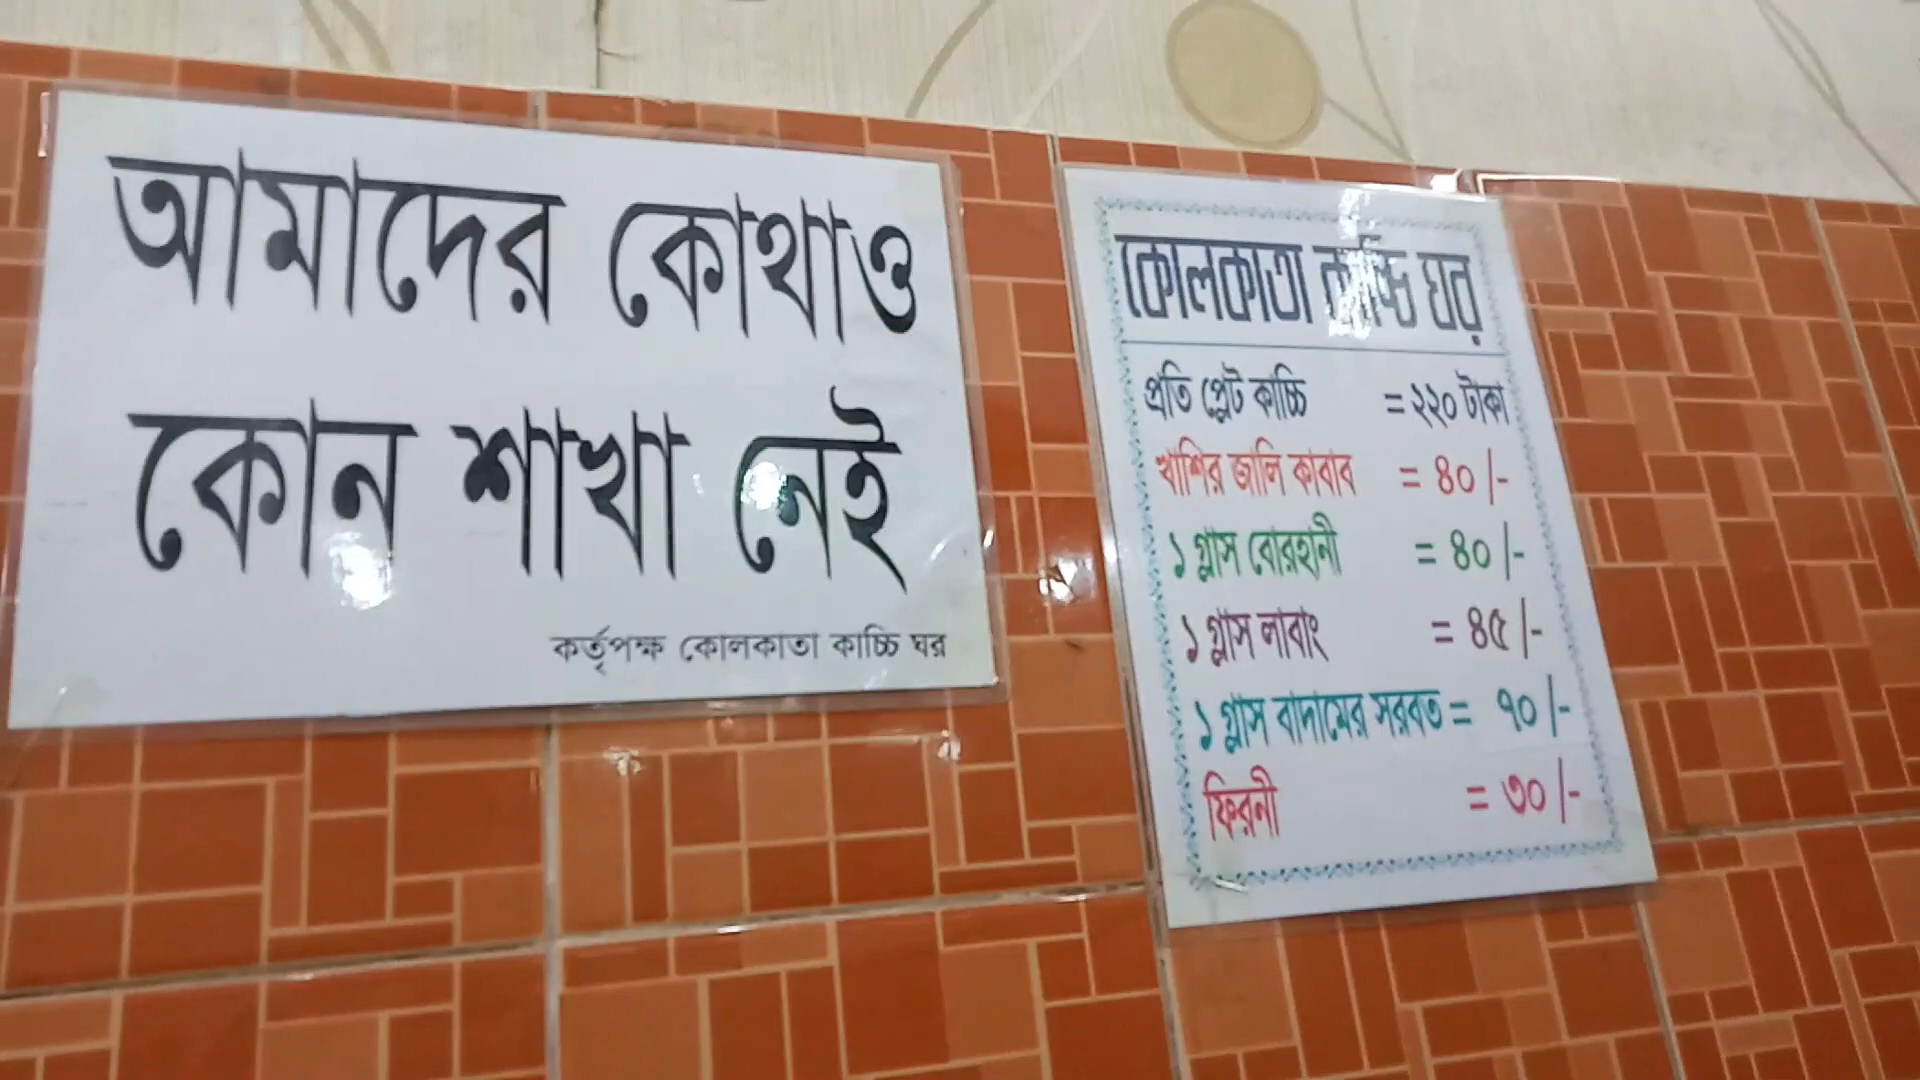 আমাদের কোথাও
কোন শাখা নেই
কর্তৃপক্ষ কোলকাতা কাচ্চি ঘর
কোলকাতা কাচ্চি ঘর
প্রতি প্লেট কাচ্চি = ২২০ টাকা
খাশির জালি কাবাব = ৪০ /-
১ গ্লাস বোরহানী = ৪০ /-
১ গ্লাস লাবাং = ৪৫ /-
১ গ্লাস বাদামের সরবত = ৭০ /-
ফিরনী = ৩০ /-